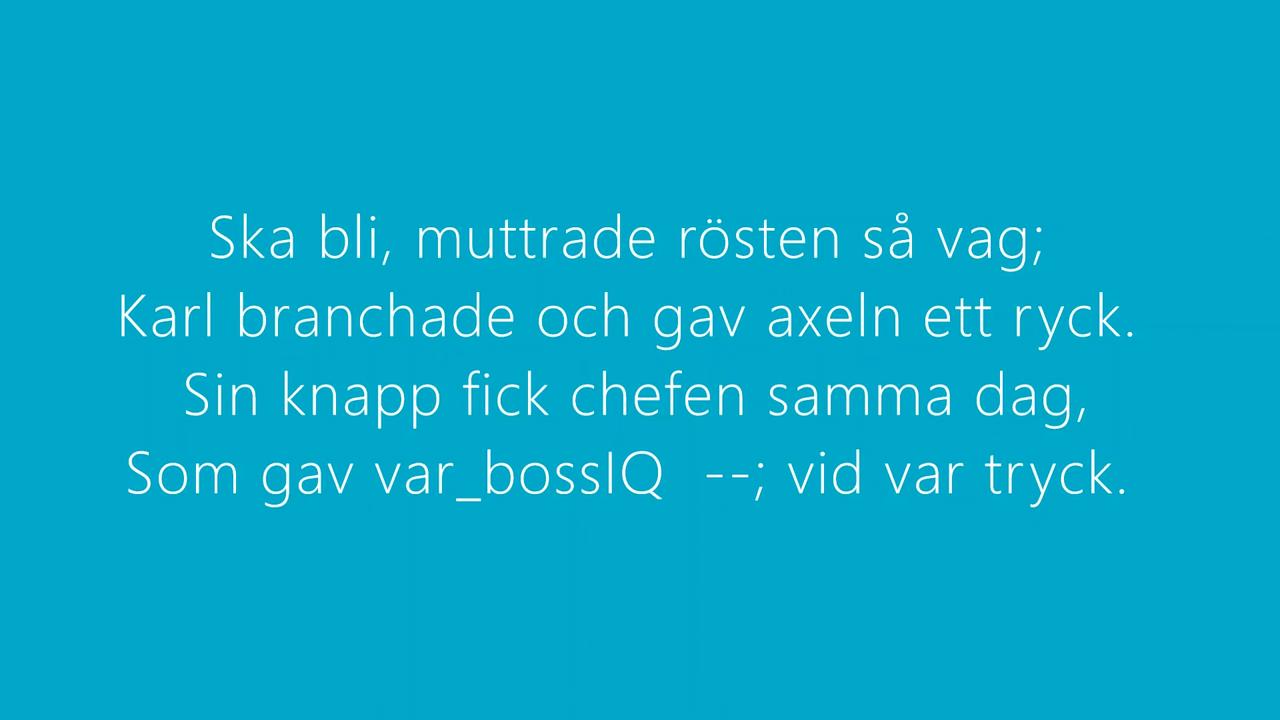 Ska bli, muttrade rösten så vag;
Karl branchade och gav axeln ett ryck.
Sin knapp fick chefen samma dag,
Som gav var_bossIQ --; vid var tryck.